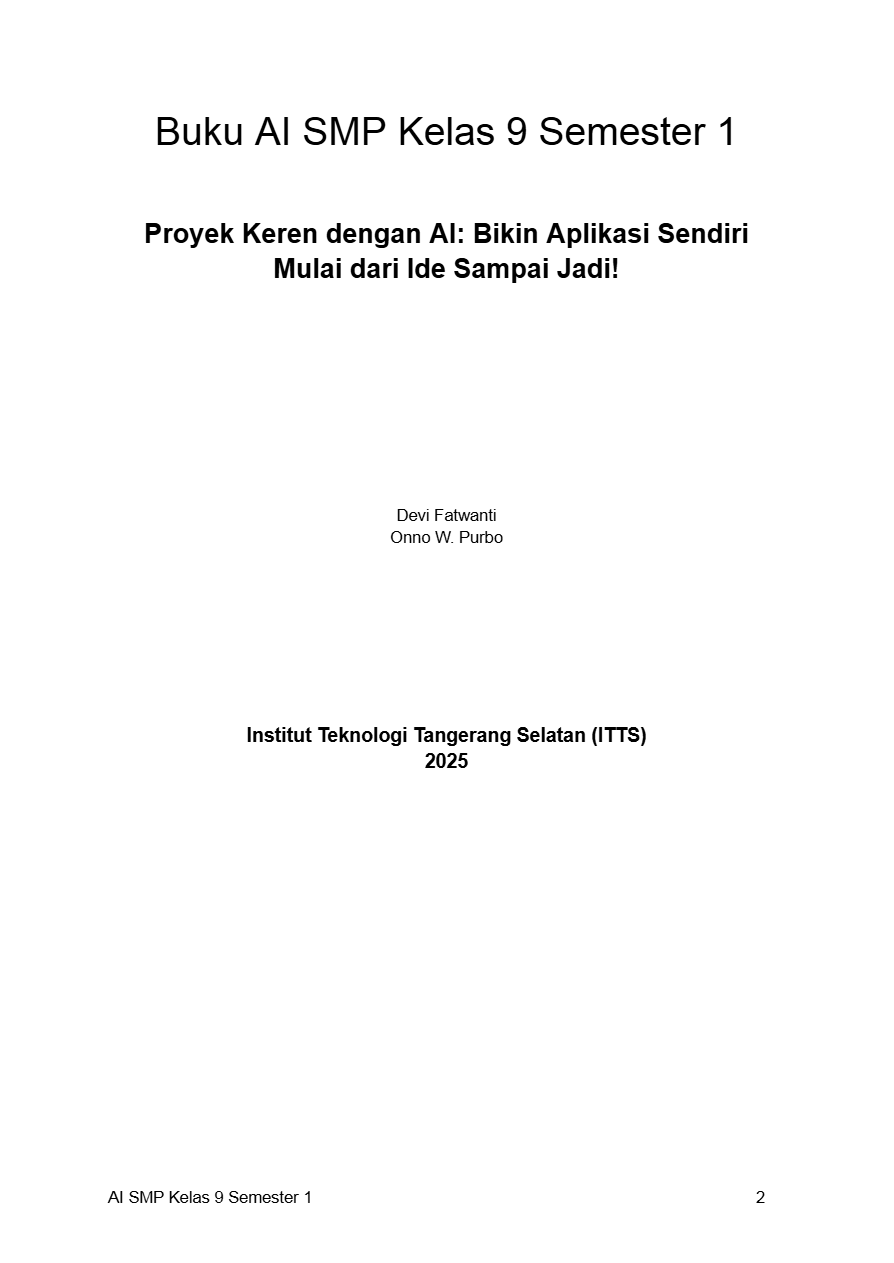 Buku AI SMP Kelas 9 Semester 1
Proyek Keren dengan AI: Bikin Aplikasi Sendiri
Mulai dari Ide Sampai Jadi!
Devi Fatwanti
Onno W. Purbo
Institut Teknologi Tangerang Selatan (ITTS)
2025
AI SMP Kelas 9 Semester 1 2